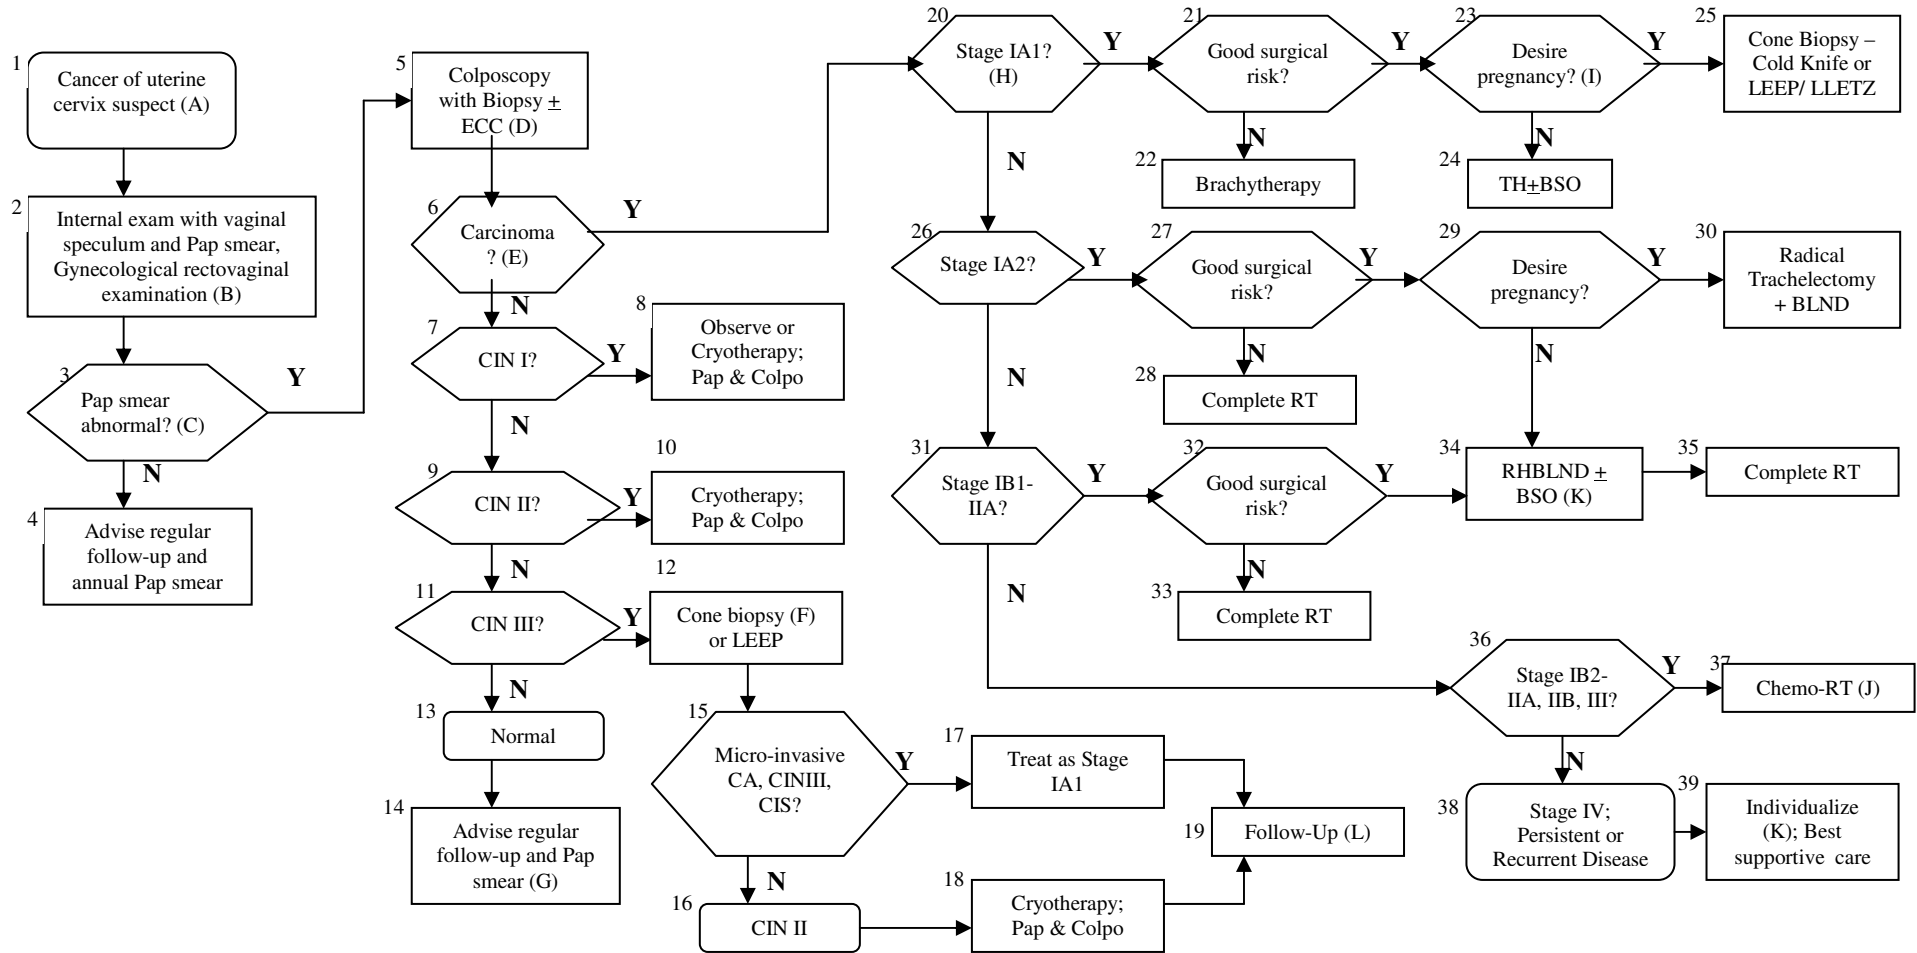 1
Cancer of uterine
cervix suspect (A)
2
Internal exam with vaginal
speculum and Pap smear,
Gynecological rectovaginal
examination (B)
3
Pap smear
abnormal? (C)
Y
N
4
Advise regular
follow-up and
annual Pap smear
5
Colposcopy
with Biopsy +
ECC (D)
6
Carcinoma
? (E)
Y
N
7
CIN I?
Y
8
Observe or
Cryotherapy;
Pap & Colpo
N
9
CIN II?
Y
10
Cryotherapy;
Pap & Colpo
N
11
CIN III?
Y
12
Cone biopsy (F)
or LEEP
N
13
Normal
14
Advise regular
follow-up and Pap
smear (G)
15
Micro-invasive
CA, CINIII,
CIS?
Y
N
16
CIN II
17
Treat as Stage
IA1
18
Cryotherapy;
Pap & Colpo
19
Follow-Up (L)
20
Stage IA1?
(H)
Y
N
21
Good surgical
risk?
Y
N
22
Brachytherapy
23
Desire
pregnancy? (I)
Y
N
24
TH+BSO
25
Cone Biopsy –
Cold Knife or
LEEP/ LLETZ
26
Stage IA2?
Y
N
27
Good surgical
risk?
Y
N
28
Complete RT
29
Desire
pregnancy?
Y
N
30
Radical
Trachelectomy
+ BLND
31
Stage IB1-
IIA?
Y
N
32
Good surgical
risk?
Y
N
33
Complete RT
34
RHBLND +
BSO (K)
35
Complete RT
36
Stage IB2-
IIA, IIB, III?
Y
N
37
Chemo-RT (J)
38
Stage IV;
Persistent or
Recurrent Disease
39
Individualize
(K); Best
supportive care